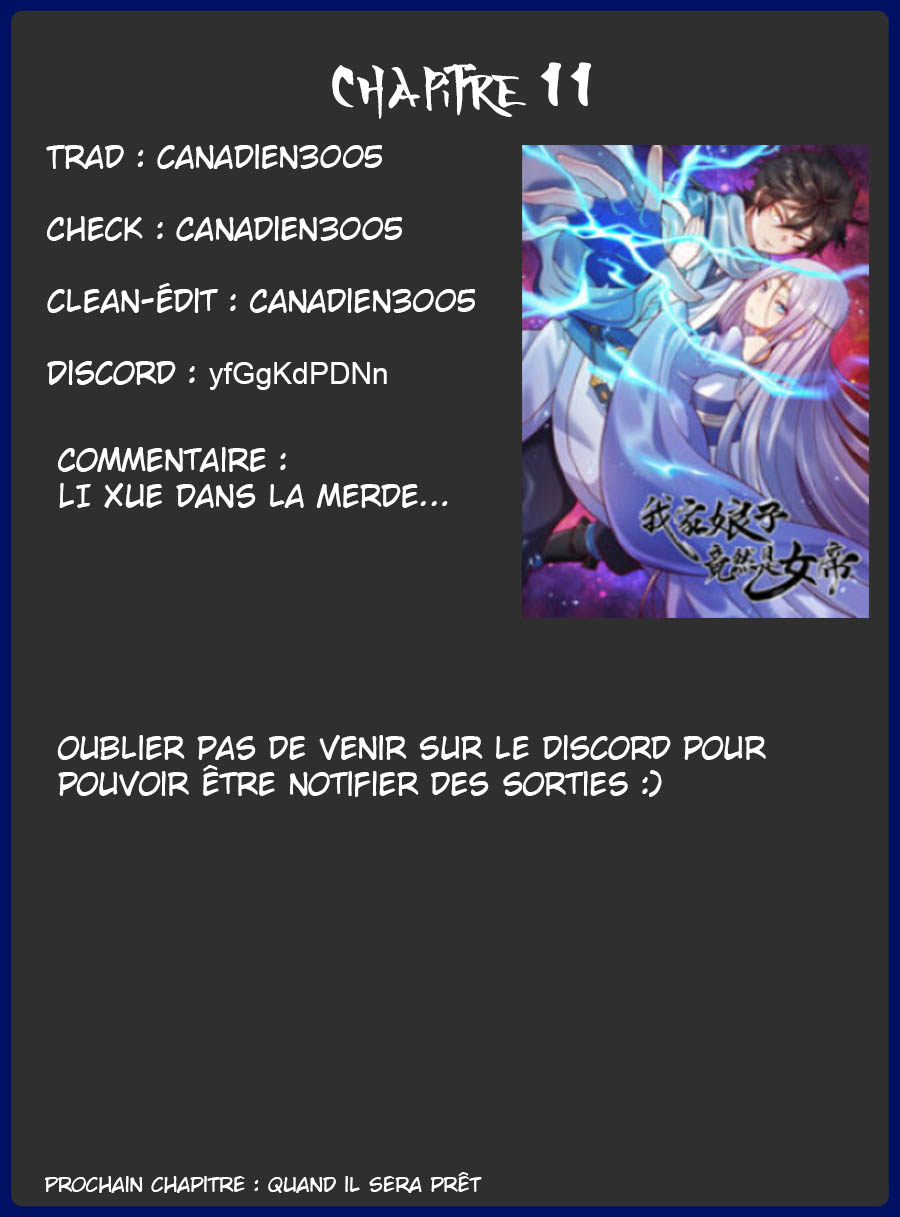 CHAPITRE 11
TRAD : CANADIEN3005
CHECK : CANADIEN3005
CLEAN-ÉDIT : CANADIEN3005
DISCORD : yfGgKdPDNn
COMMENTAIRE :
LI XUE DANS LA MERDE...
我家娘子
竟然是女帝
OUBLIER PAS DE VENIR SUR LE DISCORD POUR
POUVOIR ÊTRE NOTIFIER DES SORTIES :)
PROCHAIN CHAPITRE : QUAND IL SERA PRÊT